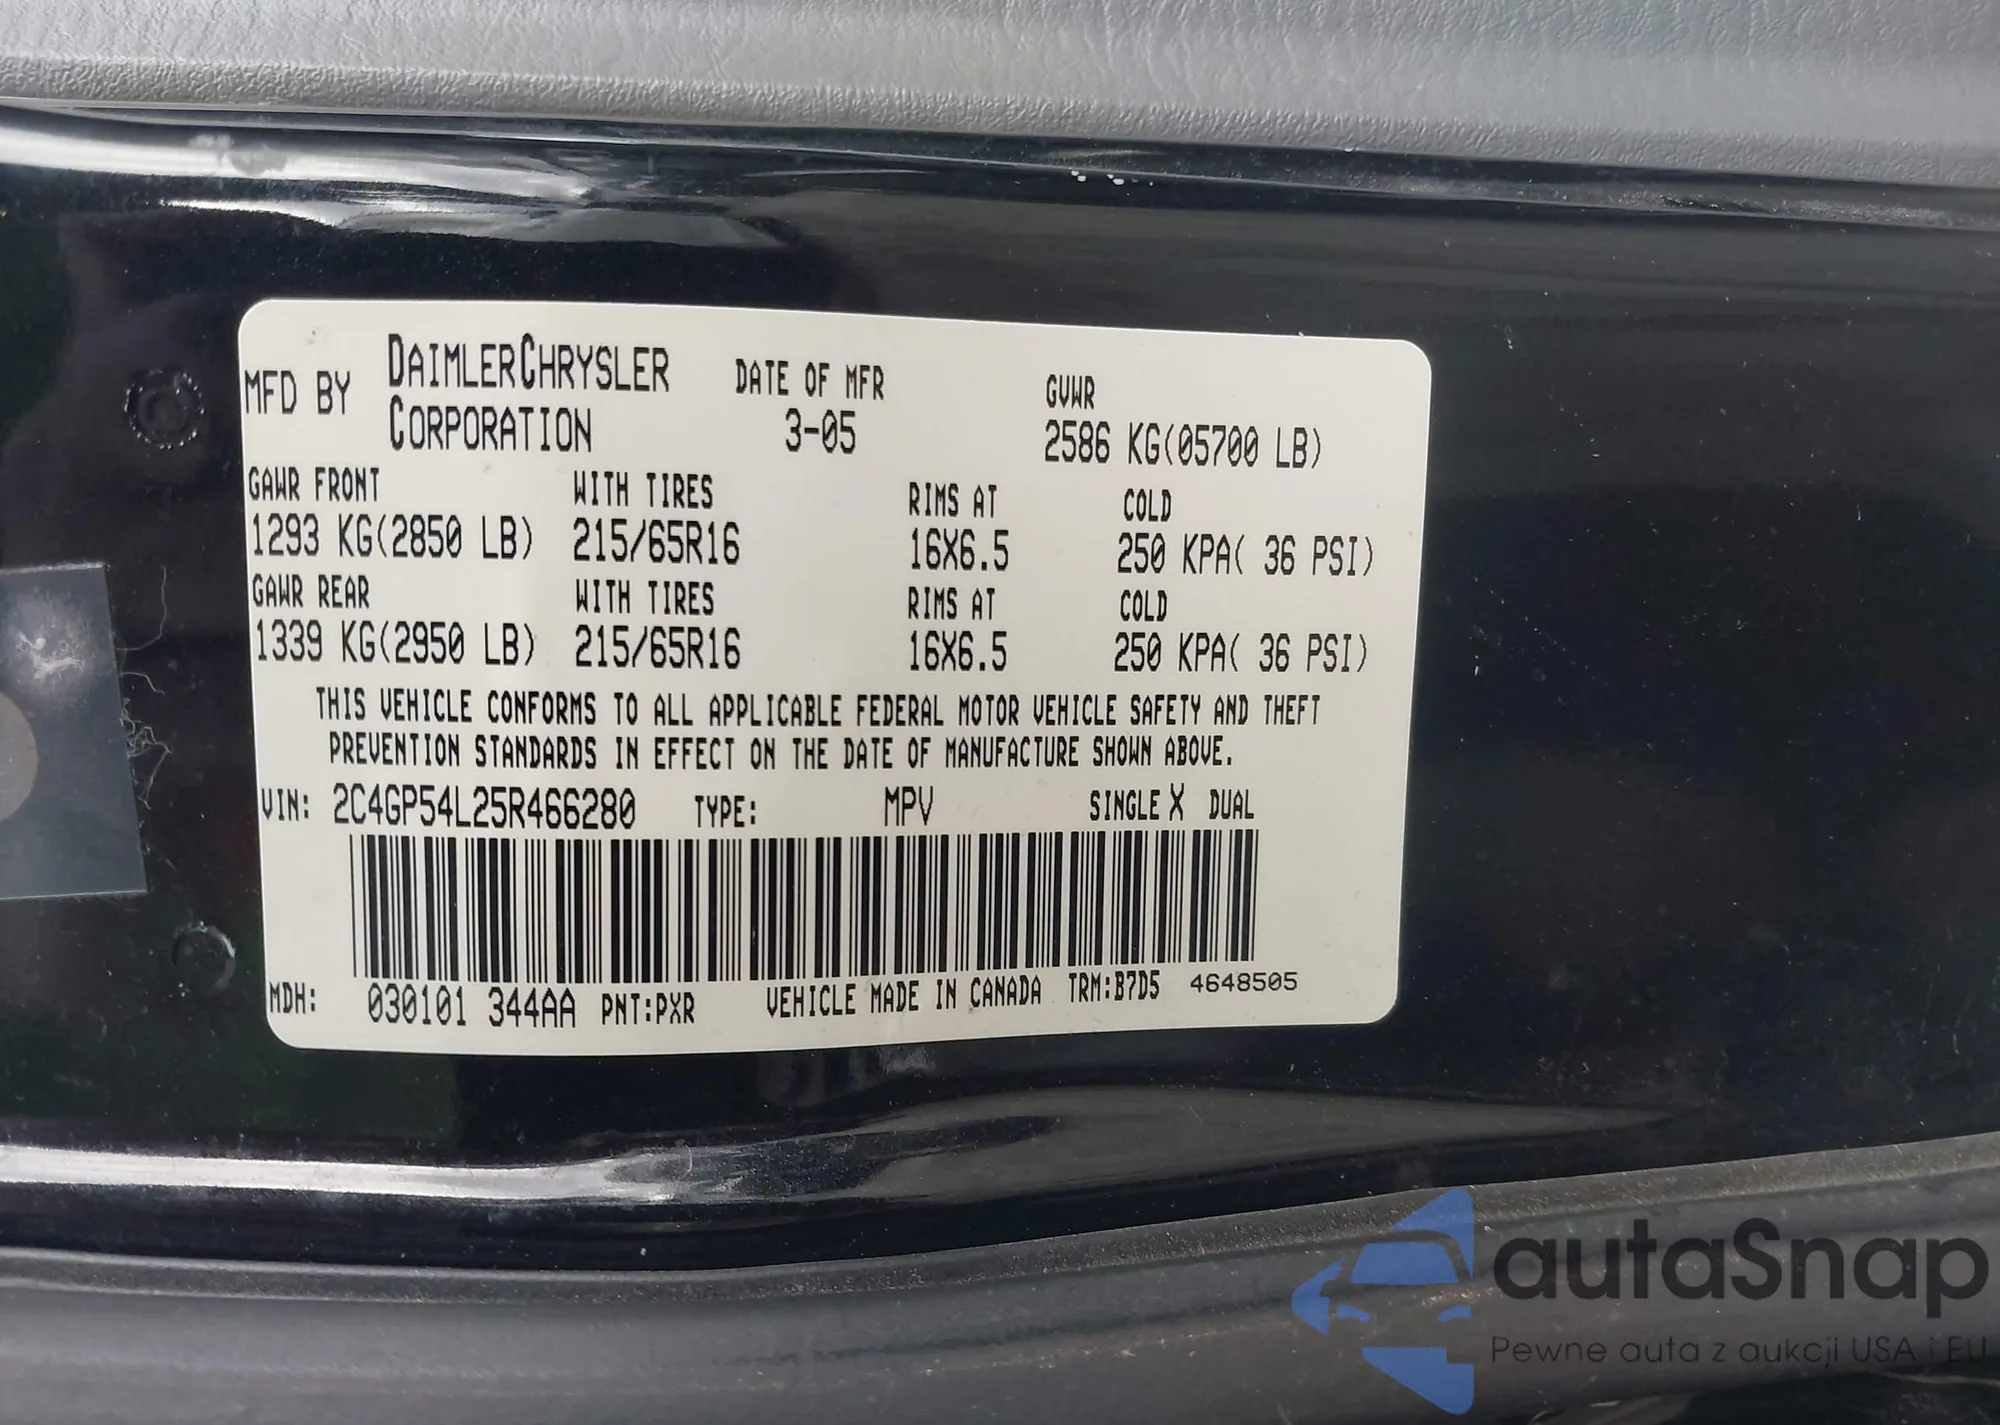 MFD BY DAIMLERCHRYSLER CORPORATION DATE OF MFR 3-05 GVWR 2586 KG(05700 LB)
GAWR FRONT WITH TIRES RIMS AT COLD
1293 KG(2850 LB) 215/65R16 16X6.5 250 KPA( 36 PSI)
GAWR REAR WITH TIRES RIMS AT COLD
1339 KG(2950 LB) 215/65R16 16X6.5 250 KPA( 36 PSI)
THIS VEHICLE CONFORMS TO ALL APPLICABLE FEDERAL MOTOR VEHICLE SAFETY AND THEFT
PREVENTION STANDARDS IN EFFECT ON THE DATE OF MANUFACTURE SHOWN ABOVE.
VIN: 2C4GP54L25R466280 TYPE: MPV SINGLE X DUAL
MDH: 030101 344AA PNT:PXR VEHICLE MADE IN CANADA TRM:B7D5 4648505
autaSnap
Pewne auta z aukcji USA i EU